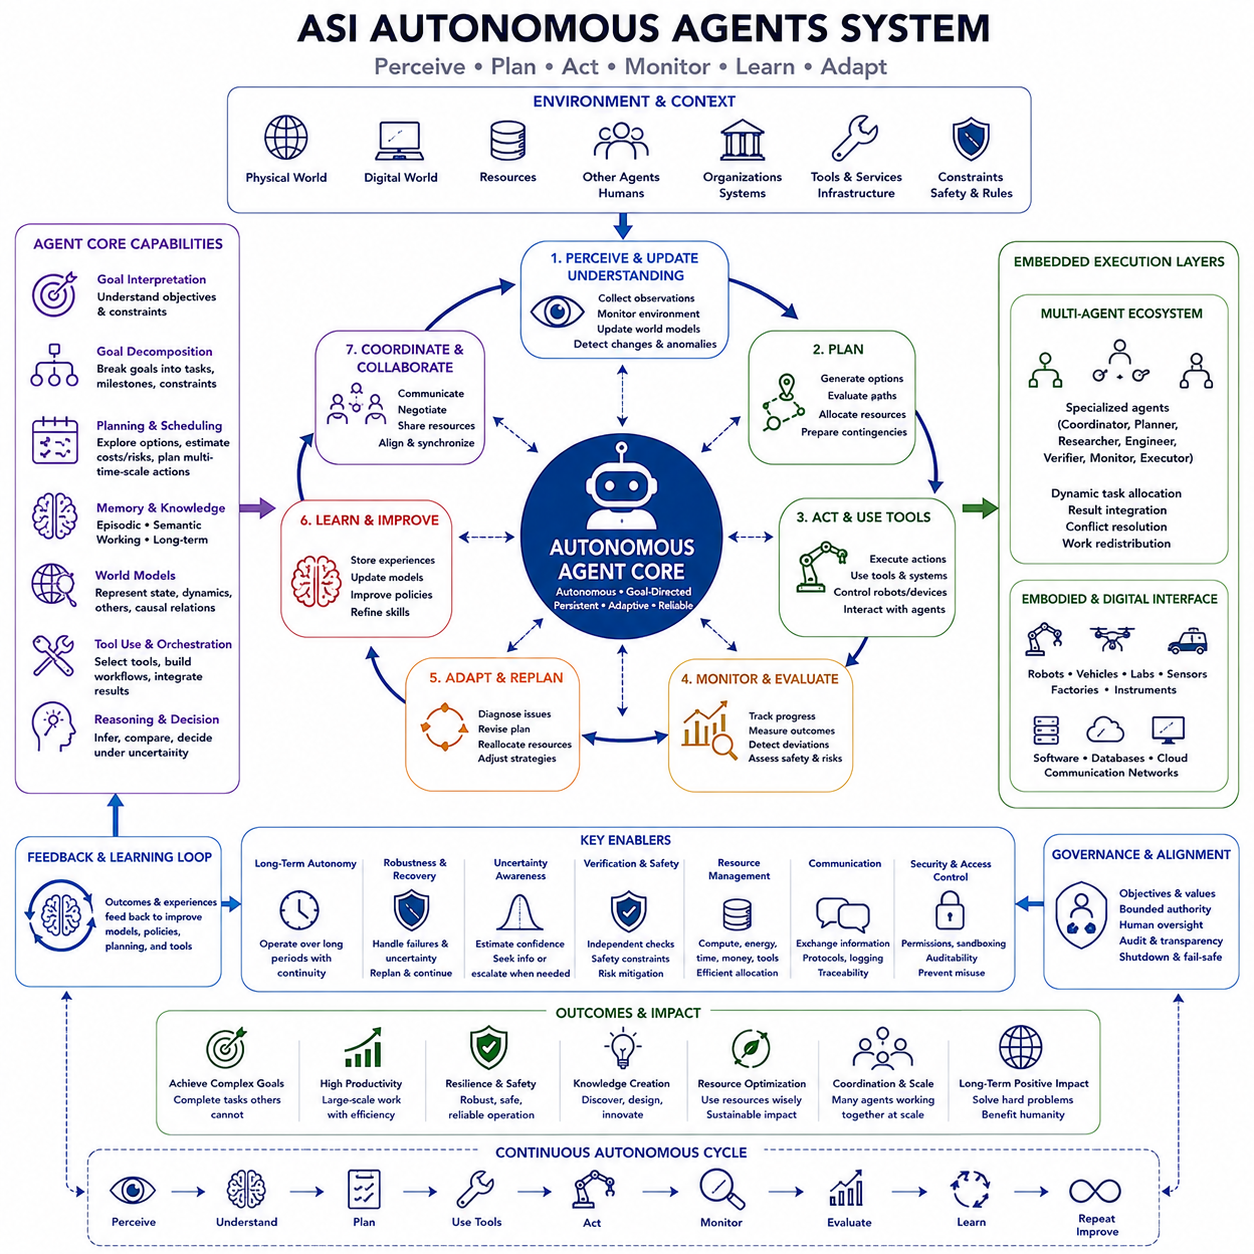 ASI AUTONOMOUS AGENTS SYSTEM
Perceive • Plan • Act • Monitor • Learn • Adapt
ENVIRONMENT & CONTEXT
Physical World
Digital World
Resources
Other Agents
Humans
Organizations
Systems
Tools & Services
Infrastructure
Constraints
Safety & Rules
AGENT CORE CAPABILITIES
Goal Interpretation
Understand objectives
& constraints
Goal Decomposition
Break goals into tasks,
milestones, constraints
Planning & Scheduling
Explore options, estimate
costs/risks, plan multi-
time-scale actions
Memory & Knowledge
Episodic • Semantic
Working • Long-term
World Models
Represent state, dynamics,
others, causal relations
Tool Use & Orchestration
Select tools, build
workflows, integrate
results
Reasoning & Decision
Infer, compare, decide
under uncertainity
1. PERCEIVE & UPDATE
UNDERSTANDING
Collect observations
Monitor environment
Update world models
Detect changes & anomalies
2. PLAN
Generate options
Evaluate paths
Allocate resources
Prepare contingencies
3. ACT & USE TOOLS
Execute actions
Use tools & systems
Control robots/devices
Interact with agents
4. MONITOR & EVALUATE
Track progress
Measure outcomes
Detect deviations
Assess safety & risks
5. ADAPT & REPLAN
Diagnose issues
Revise plan
Reallocate resources
Adjust strategies
6. LEARN & IMPROVE
Store experiences
Update models
Improve policies
Refine skills
7. COORDINATE &
COLLABORATE
Communicate
Negotiate
Share resources
Align & synchronize
AUTONOMOUS
AGENT CORE
Autonomous • Goal-Directed
Persistent • Adaptive • Reliable
EMBEDDED EXECUTION LAYERS
MULTI-AGENT ECOSYSTEM
Specialized agents
(Coordinator, Planner,
Researcher, Engineer,
Verifier, Monitor, Executor)
Dynamic task allocation
Result integration
Conflict resolution
Work redistribution
EMBODIED & DIGITAL INTERFACE
Robots • Vehicles • Labs • Sensors
Factories • Instruments
Software • Databases • Cloud
Communication Networks
FEEDBACK & LEARNING LOOP
Outcomes & experiences
feed back to improve
models, policies,
planning, and tools
KEY ENABLERS
Long-Term Autonomy
Operate over long
periods with
continuity
Robustness &
Recovery
Handle failures &
uncertainty
Replan & continue
Uncertainty
Awareness
Estimate confidence
Seek info or
escalate when needed
Verification & Safety
Independent checks
Safety constraints
Risk mitigation
Resource
Management
Compute, energy,
time, money, tools
Efficient allocation
Communication
Exchange information
Protocols, logging
Traceability
Security & Access
Control
Permissions, sandboxing
Auditability
Prevent misuse
GOVERNANCE & ALIGNMENT
Objectives & values
Bounded authority
Human oversight
Audit & transparency
Shutdown & fail-safe
OUTCOMES & IMPACT
Achieve Complex Goals
Complete tasks others
cannot
High Productivity
Large-scale work
with efficiency
Resilience & Safety
Robust, safe,
reliable operation
Knowledge Creation
Discover, design,
innovate
Resource Optimization
Use resources wisely
Sustainable impact
Coordination & Scale
Many agents working
together at scale
Long-Term Positive Impact
Solve hard problems
Benefit humanity
CONTINUOUS AUTONOMOUS CYCLE
Perceive
Understand
Plan
Use Tools
Act
Monitor
Evaluate
Learn
Repeat
Improve